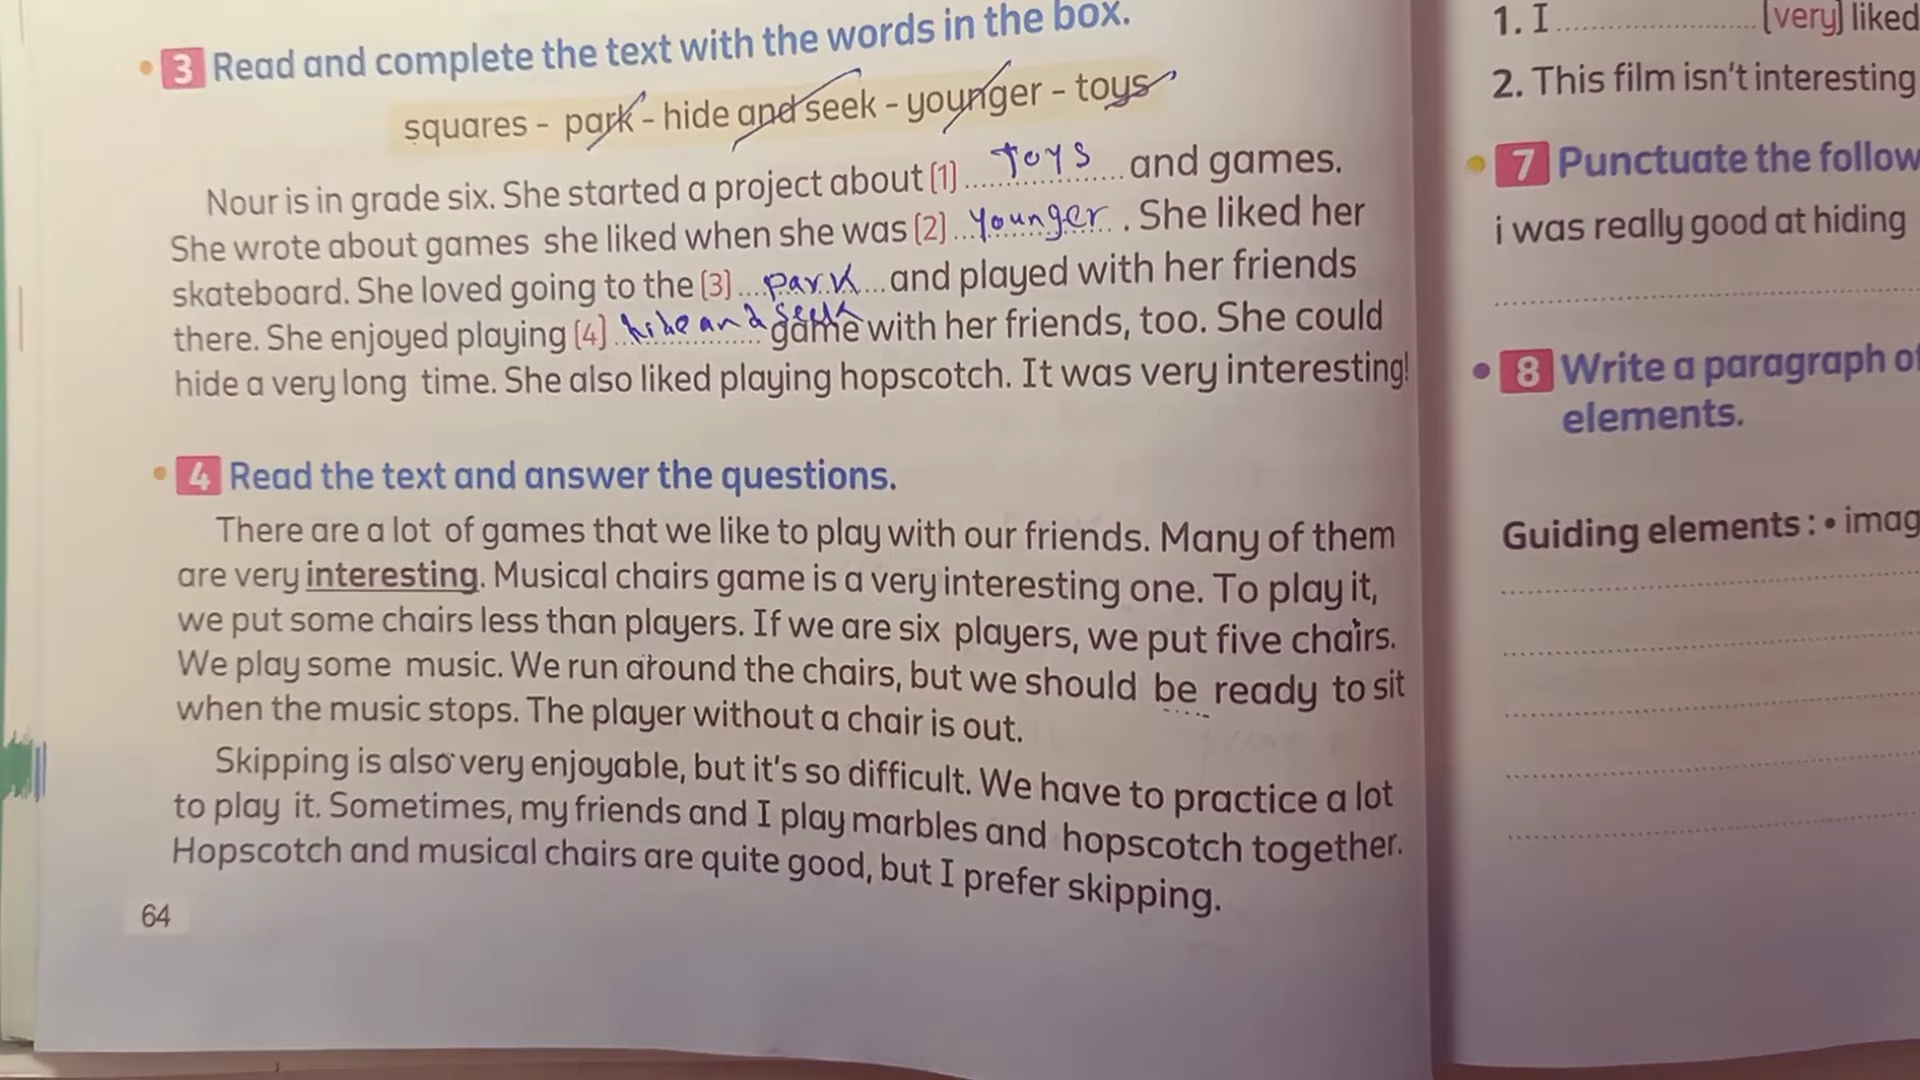 3 Read and complete the text with the words in the box.
squares - park - hide and seek - younger - toys
Nour is in grade six. She started a project about (1) Toys and games.
She wrote about games she liked when she was (2) younger . She liked her
skateboard. She loved going to the (3) park and played with her friends
there. She enjoyed playing (4) hide and seek game with her friends, too. She could
hide a very long time. She also liked playing hopscotch. It was very interesting!
4 Read the text and answer the questions.
There are a lot of games that we like to play with our friends. Many of them
are very interesting. Musical chairs game is a very interesting one. To play it,
we put some chairs less than players. If we are six players, we put five chairs.
We play some music. We run around the chairs, but we should be ready to sit
when the music stops. The player without a chair is out.
Skipping is also very enjoyable, but it's so difficult. We have to practice a lot
to play it. Sometimes, my friends and I play marbles and hopscotch together.
Hopscotch and musical chairs are quite good, but I prefer skipping.
64
1. I ............ (very) liked
2. This film isn't interesting
7 Punctuate the follow
i was really good at hiding
8 Write a paragraph of
elements.
Guiding elements : • imag